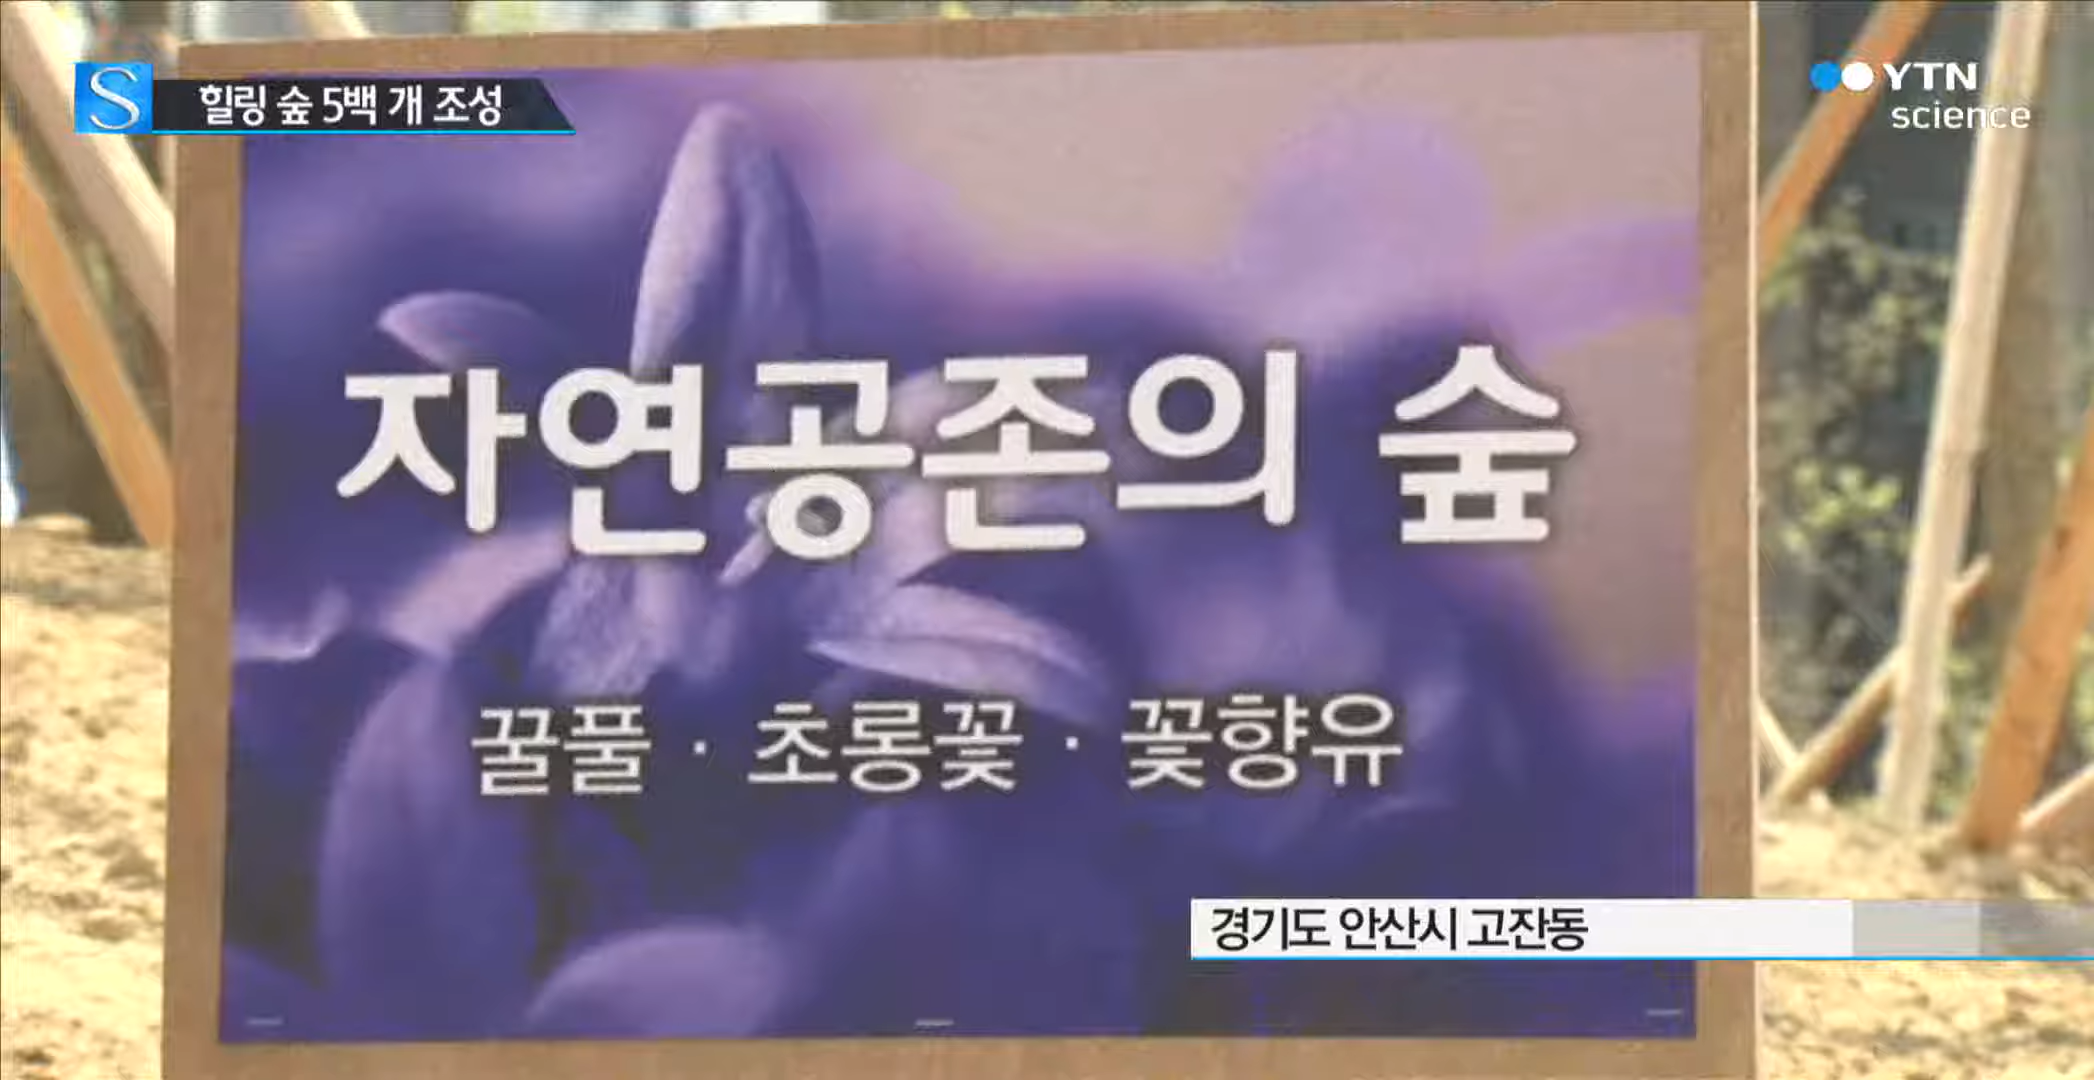 S 힐링 숲 5백 개 조성
YTN
science
자연공존의 숲
꿀풀 · 초롱꽃 · 꽃향유
경기도 안산시 고잔동